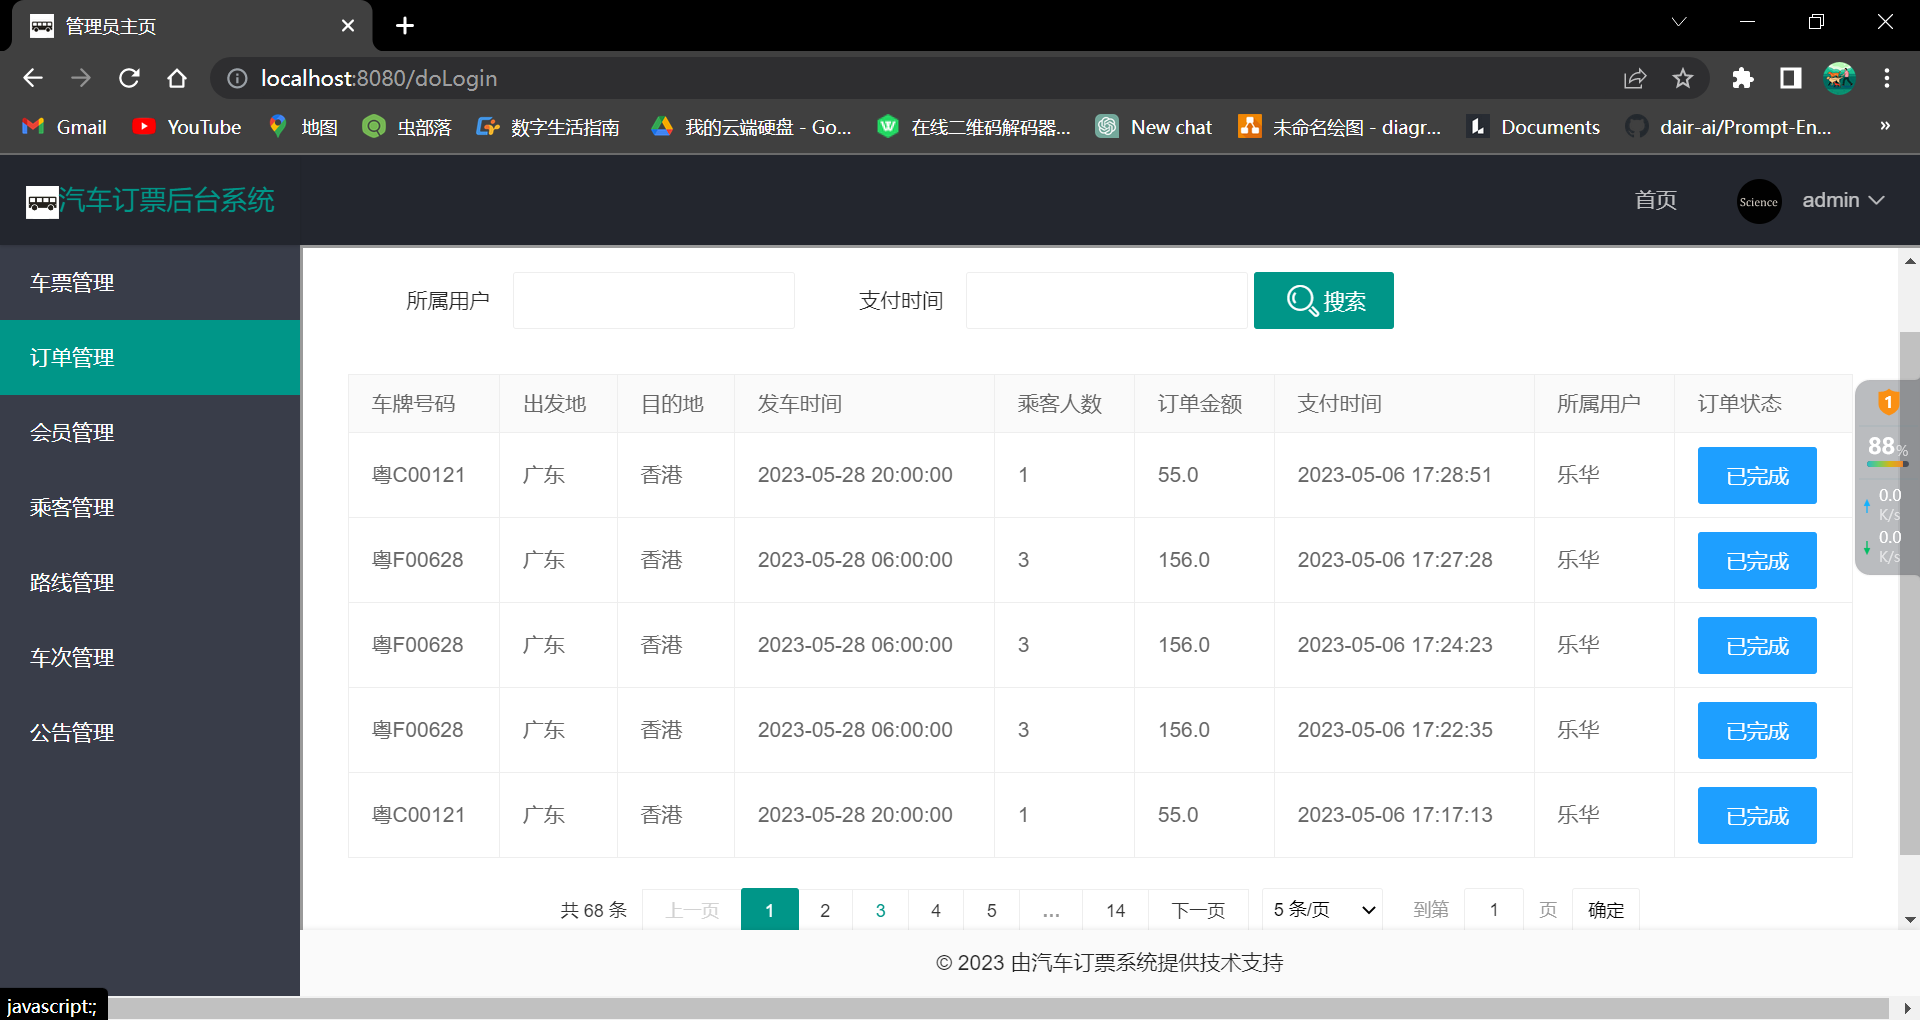 管理员主页
localhost:8080/doLogin
Gmail YouTube 地图 虫部落 数字生活指南 我的云端硬盘 - Go... 在线二维码解码器... New chat 未命名绘图 - diagr... Documents dair-ai/Prompt-En... »
汽车订票后台系统 首页 Science admin
车票管理
订单管理
会员管理
乘客管理
路线管理
车次管理
公告管理
所属用户 支付时间 搜索
车牌号码 出发地 目的地 发车时间 乘客人数 订单金额 支付时间 所属用户 订单状态
粤C00121 广东 香港 2023-05-28 20:00:00 1 55.0 2023-05-06 17:28:51 乐华 已完成
粤F00628 广东 香港 2023-05-28 06:00:00 3 156.0 2023-05-06 17:27:28 乐华 已完成
粤F00628 广东 香港 2023-05-28 06:00:00 3 156.0 2023-05-06 17:24:23 乐华 已完成
粤F00628 广东 香港 2023-05-28 06:00:00 3 156.0 2023-05-06 17:22:35 乐华 已完成
粤C00121 广东 香港 2023-05-28 20:00:00 1 55.0 2023-05-06 17:17:13 乐华 已完成
共 68 条 上一页 1 2 3 4 5 … 14 下一页 5 条/页 到第 1 页 确定
© 2023 由汽车订票系统提供技术支持
1
88%
0.0
K/s
0.0
K/s
javascript:;